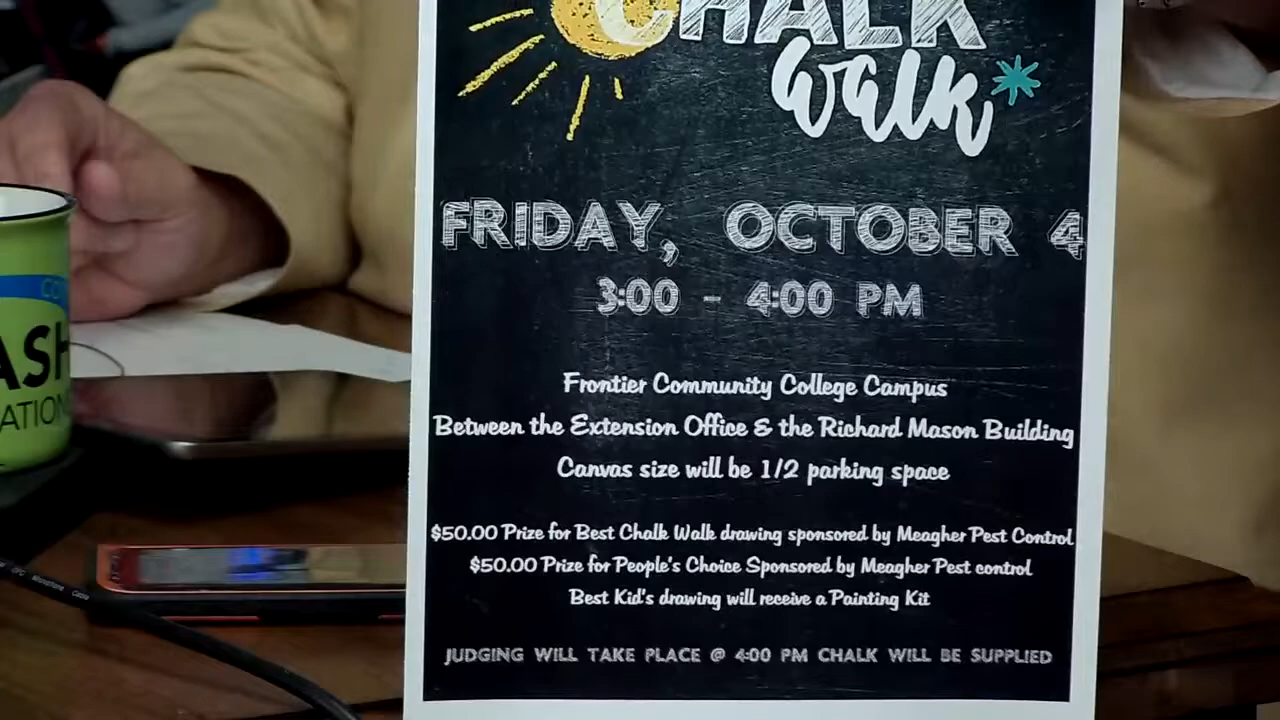 CHALK
Walk
FRIDAY, OCTOBER 4
3:00 - 4:00 PM
Frontier Community College Campus
Between the Extension Office & the Richard Mason Building
Canvas size will be 1/2 parking space
$50.00 Prize for Best Chalk Walk drawing sponsored by Meagher Pest Control
$50.00 Prize for People's Choice Sponsored by Meagher Pest control
Best Kid's drawing will receive a Painting Kit
JUDGING WILL TAKE PLACE @ 4:00 PM CHALK WILL BE SUPPLIED